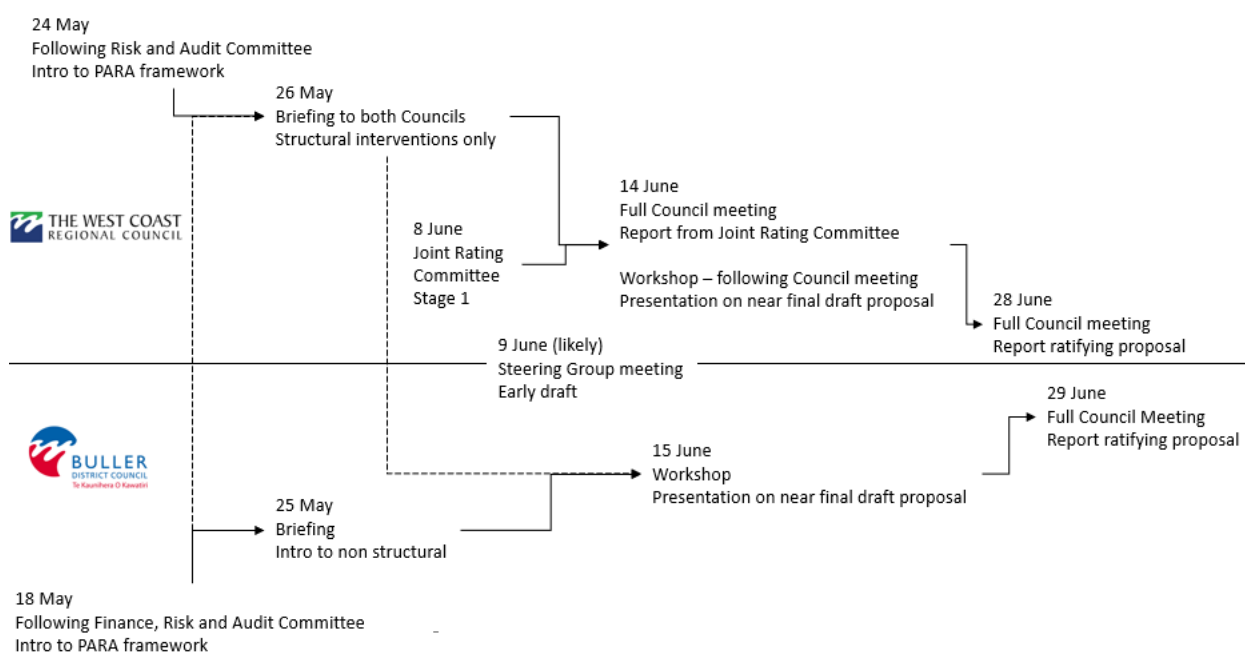 24 May
Following Risk and Audit Committee
Intro to PARA framework
26 May
Briefing to both Councils
Structural interventions only
THE WEST COAST
REGIONAL COUNCIL
8 June
Joint Rating
Committee
Stage 1
14 June
Full Council meeting
Report from Joint Rating Committee
Workshop – following Council meeting
Presentation on near final draft proposal
28 June
Full Council meeting
Report ratifying proposal
9 June (likely)
Steering Group meeting
Early draft
BULLER
DISTRICT COUNCIL
Te Kaunihera O Kawatiri
25 May
Briefing
Intro to non structural
15 June
Workshop
Presentation on near final draft proposal
29 June
Full Council Meeting
Report ratifying proposal
18 May
Following Finance, Risk and Audit Committee
Intro to PARA framework